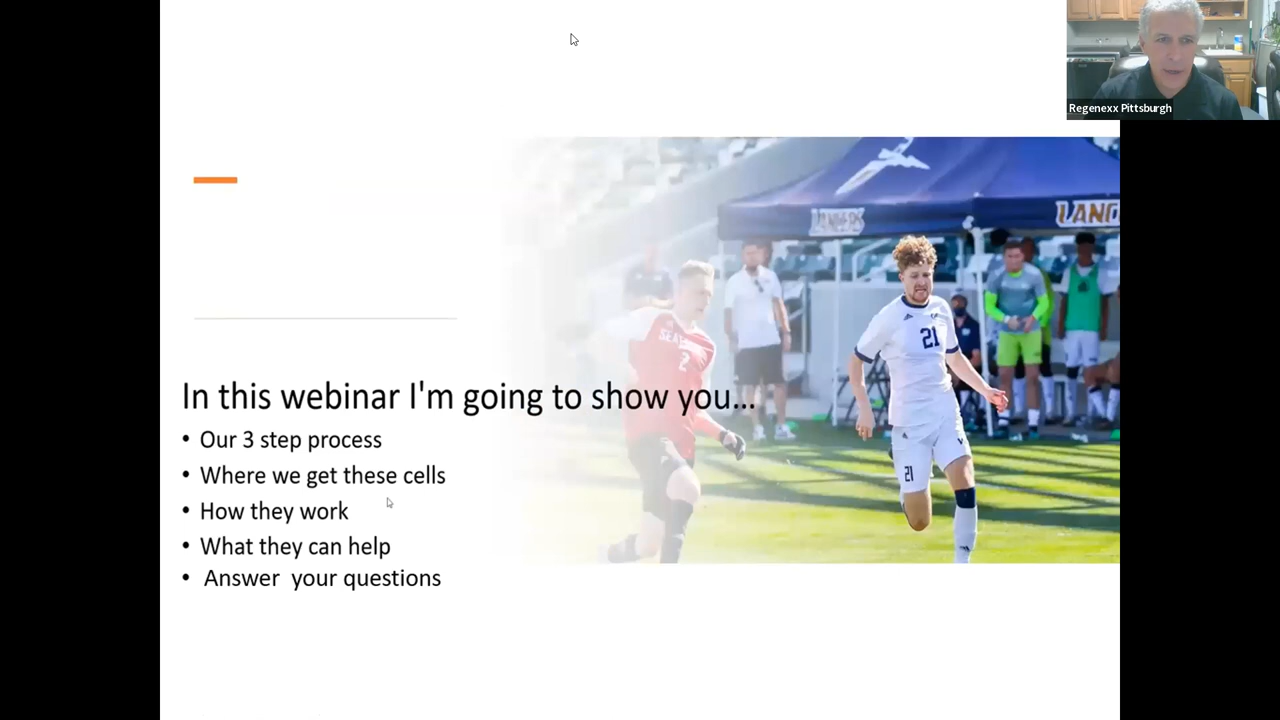 Regenexx Pittsburgh
LANCERS
LANC
SEA
2
21
21
In this webinar I'm going to show you...
• Our 3 step process
• Where we get these cells
• How they work
• What they can help
• Answer your questions